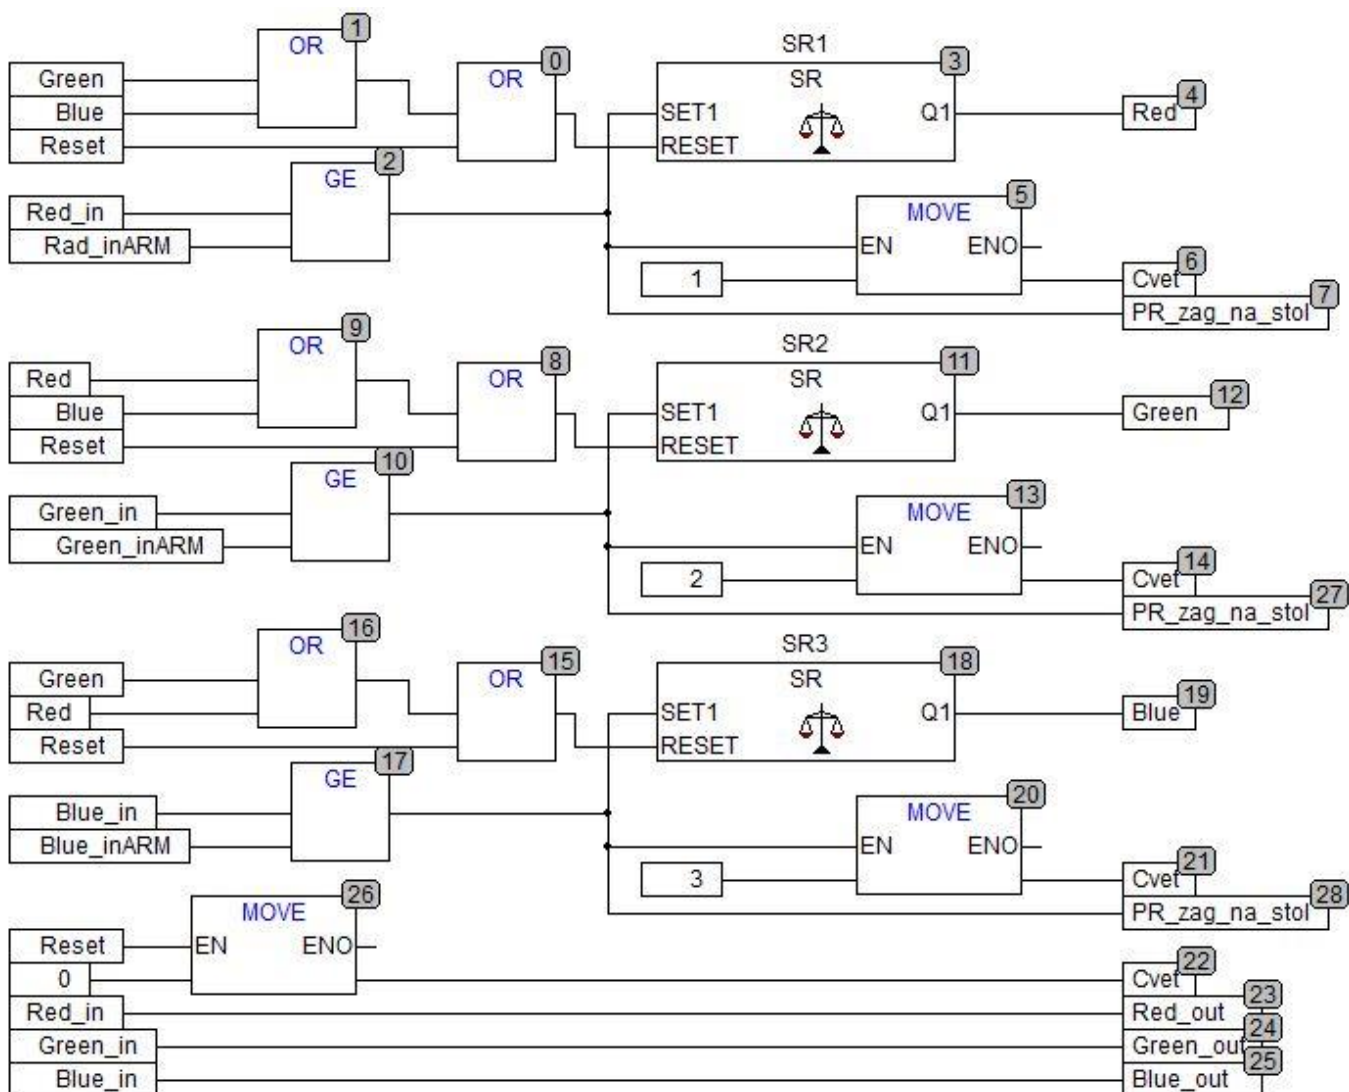 1
OR
SR1
0
3
Green
OR
SR
4
Blue
SET1
Q1
Red
Reset
RESET
2
GE
5
Red_in
MOVE
Rad_inARM
EN
ENO
6
1
Cvet
7
PR_zag_na_stol
9
OR
SR2
8
11
Red
OR
SR
12
Blue
SET1
Q1
Green
Reset
RESET
10
GE
13
Green_in
MOVE
Green_inARM
EN
ENO
14
2
Cvet
27
PR_zag_na_stol
16
OR
SR3
15
18
Green
OR
SR
19
Red
SET1
Q1
Blue
Reset
RESET
17
GE
20
Blue_in
MOVE
Blue_inARM
EN
ENO
21
3
Cvet
28
26
PR_zag_na_stol
MOVE
Reset
EN
ENO
22
0
Cvet
23
Red_in
Red_out
24
Green_in
Green_out
25
Blue_in
Blue_out